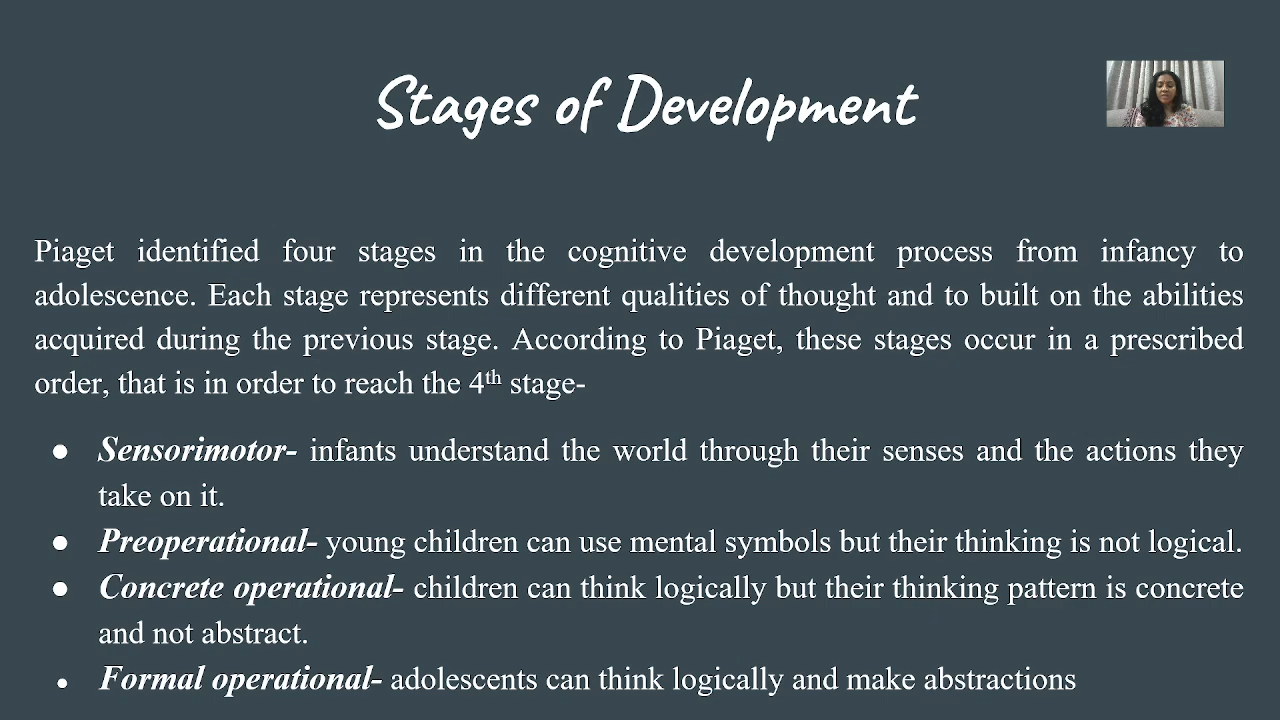 Stages of Development
Piaget identified four stages in the cognitive development process from infancy to
adolescence. Each stage represents different qualities of thought and to built on the abilities
acquired during the previous stage. According to Piaget, these stages occur in a prescribed
order, that is in order to reach the 4th stage-
● Sensorimotor- infants understand the world through their senses and the actions they
take on it.
● Preoperational- young children can use mental symbols but their thinking is not logical.
● Concrete operational- children can think logically but their thinking pattern is concrete
and not abstract.
● Formal operational- adolescents can think logically and make abstractions